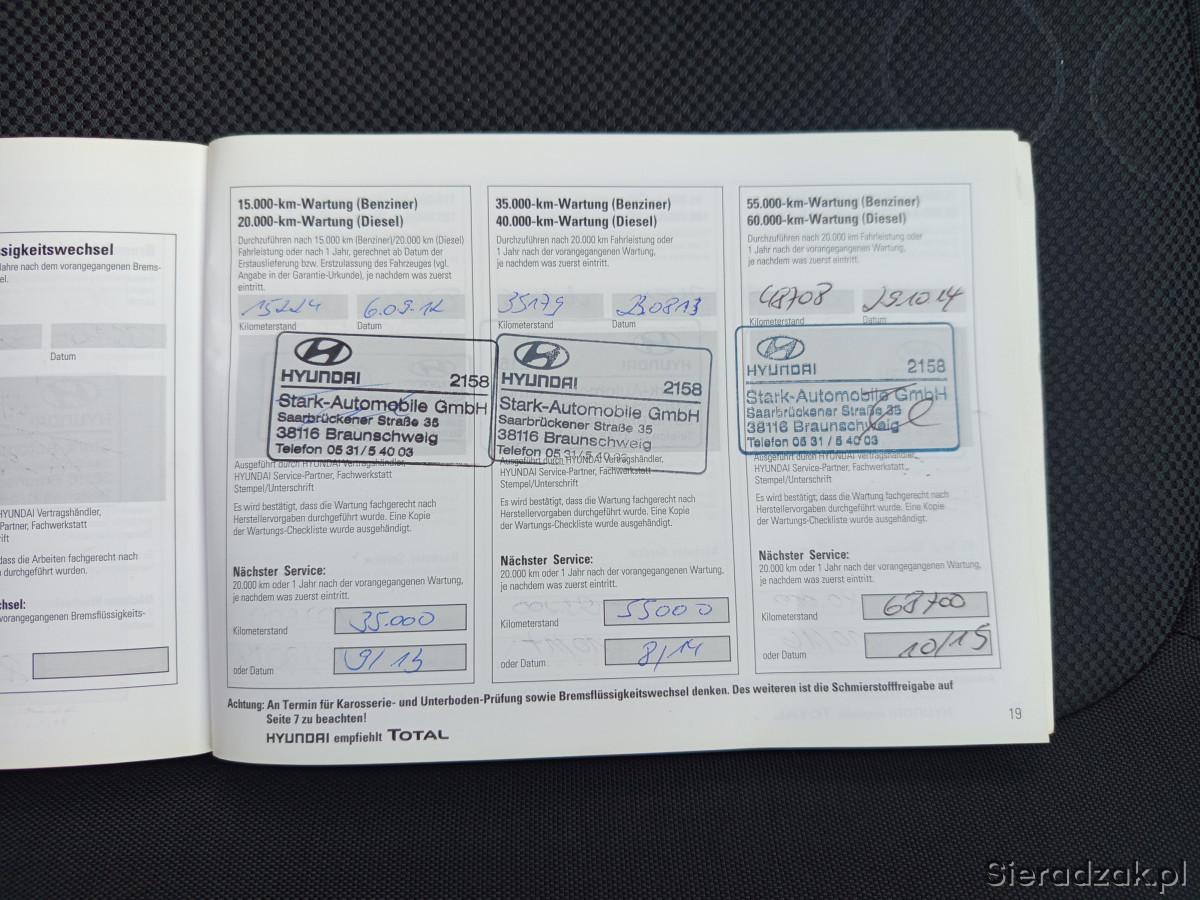 ssigkeitswechsel
Jahre nach dem vorangegangenen Brems-
el.
Datum
HYUNDAI Vertragshändler,
Partner, Fachwerkstatt
ift
dass die Arbeiten fachgerecht nach
n durchgeführt wurden.
chsel:
vorangegangenen Bremsflüssigkeits-
15.000-km-Wartung (Benziner)
20.000-km-Wartung (Diesel)
Durchzuführen nach 15.000 km (Benziner)/20.000 km (Diesel)
Fahrleistung oder nach 1 Jahr, gerechnet ab Datum der
Erstauslieferung bzw. Erstzulassung des Fahrzeuges (vgl.
Angabe in der Garantie-Urkunde), je nachdem was zuerst
eintritt.
15224 6.09.12
Kilometerstand Datum
HYUNDAI 2158
Stark-Automobile GmbH
Saarbrückener Straße 35
38116 Braunschweig
Telefon 05 31 / 5 40 03
Ausgeführt durch HYUNDAI Vertragshändler,
HYUNDAI Service-Partner, Fachwerkstatt
Stempel/Unterschrift
Es wird bestätigt, dass die Wartung fachgerecht nach
Herstellervorgaben durchgeführt wurde. Eine Kopie
der Wartungs-Checkliste wurde ausgehändigt.
Nächster Service:
20.000 km oder 1 Jahr nach der vorangegangenen Wartung,
je nachdem was zuerst eintritt.
Kilometerstand 35.000
oder Datum 9/13
35.000-km-Wartung (Benziner)
40.000-km-Wartung (Diesel)
Durchzuführen nach 20.000 km Fahrleistung oder
1 Jahr nach der vorangegangenen Wartung,
je nachdem was zuerst eintritt.
35179 230813
Kilometerstand Datum
HYUNDAI 2158
Stark-Automobile GmbH
Saarbrückener Straße 35
38116 Braunschweig
Telefon 05 31 / 5 40 03
Ausgeführt durch HYUNDAI Vertragshändler,
HYUNDAI Service-Partner, Fachwerkstatt
Stempel/Unterschrift
Es wird bestätigt, dass die Wartung fachgerecht nach
Herstellervorgaben durchgeführt wurde. Eine Kopie
der Wartungs-Checkliste wurde ausgehändigt.
Nächster Service:
20.000 km oder 1 Jahr nach der vorangegangenen Wartung,
je nachdem was zuerst eintritt.
Kilometerstand 55000
oder Datum 8/14
55.000-km-Wartung (Benziner)
60.000-km-Wartung (Diesel)
Durchzuführen nach 20.000 km Fahrleistung oder
1 Jahr nach der vorangegangenen Wartung,
je nachdem was zuerst eintritt.
48708 291014
Kilometerstand Datum
HYUNDAI 2158
Stark-Automobile GmbH
Saarbrückener Straße 35
38116 Braunschweig
Telefon 05 31 / 5 40 03
Ausgeführt durch HYUNDAI Vertragshändler,
HYUNDAI Service-Partner, Fachwerkstatt
Stempel/Unterschrift
Es wird bestätigt, dass die Wartung fachgerecht nach
Herstellervorgaben durchgeführt wurde. Eine Kopie
der Wartungs-Checkliste wurde ausgehändigt.
Nächster Service:
20.000 km oder 1 Jahr nach der vorangegangenen Wartung,
je nachdem was zuerst eintritt.
Kilometerstand 68700
oder Datum 10/15
Achtung: An Termin für Karosserie- und Unterboden-Prüfung sowie Bremsflüssigkeitswechsel denken. Des weiteren ist die Schmierstofffreigabe auf
Seite 7 zu beachten!
HYUNDAI empfiehlt TOTAL
19
Sieradzak.pl